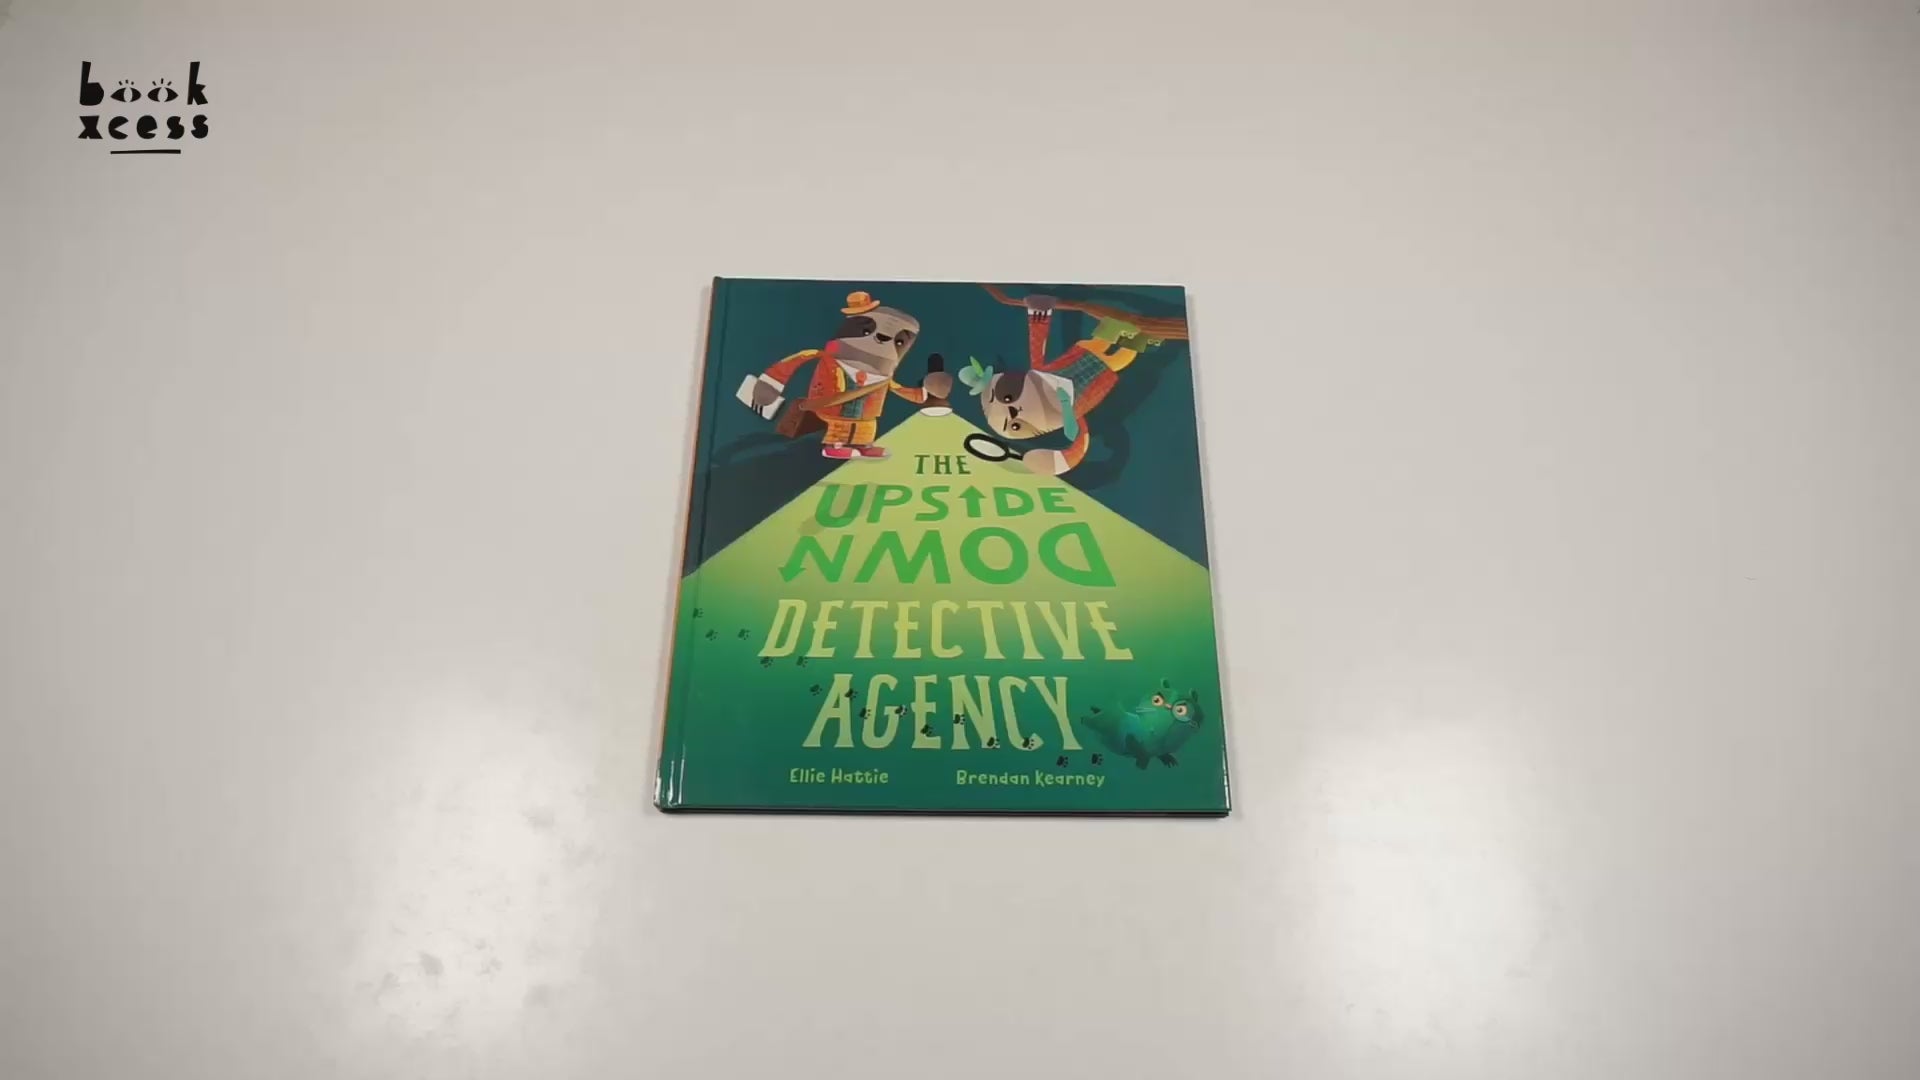 book
xcess
THE
UPSIDE
DOWN
DETECTIVE
AGENCY
Ellie Hattie Brendan Kearney